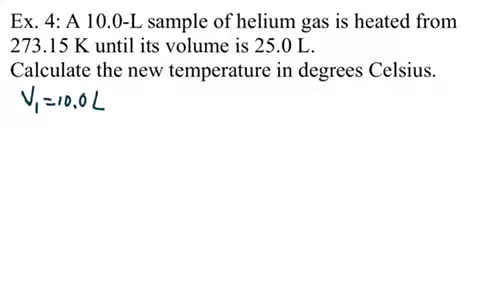 Ex. 4: A 10.0-L sample of helium gas is heated from
273.15 K until its volume is 25.0 L.
Calculate the new temperature in degrees Celsius.
V₁=10.0 L